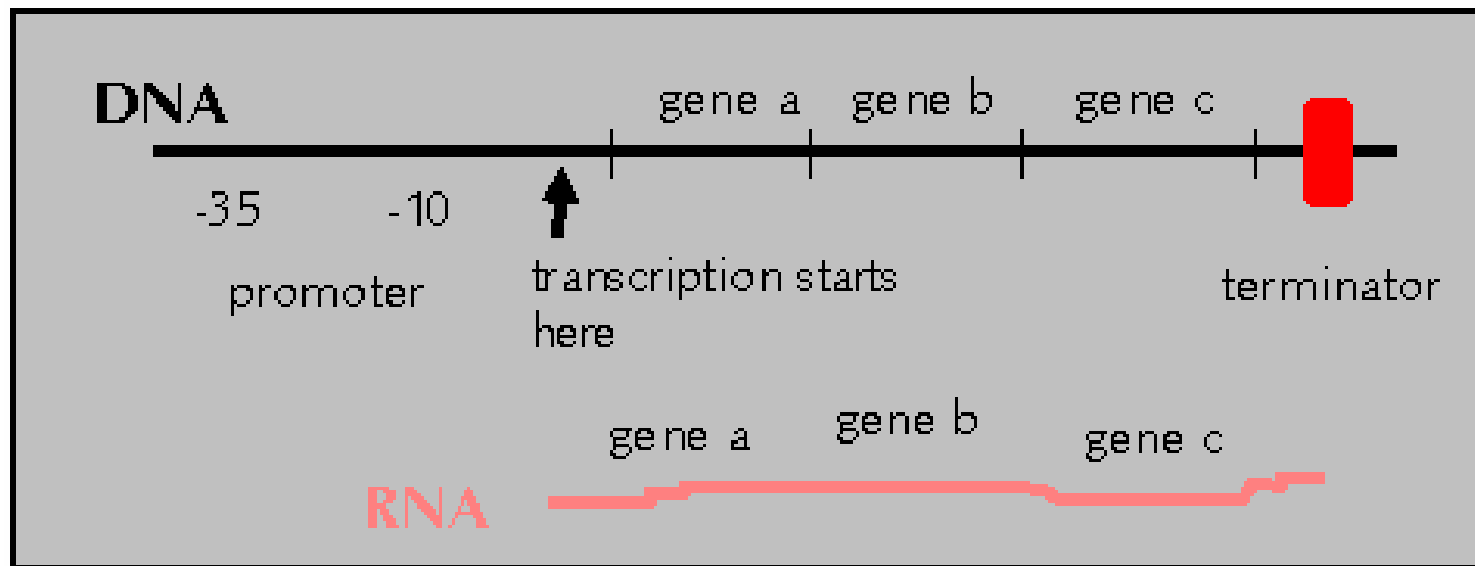 DNA
gene a gene b gene c
-35 -10
promoter
transcription starts
here
terminator
gene a gene b gene c
RNA